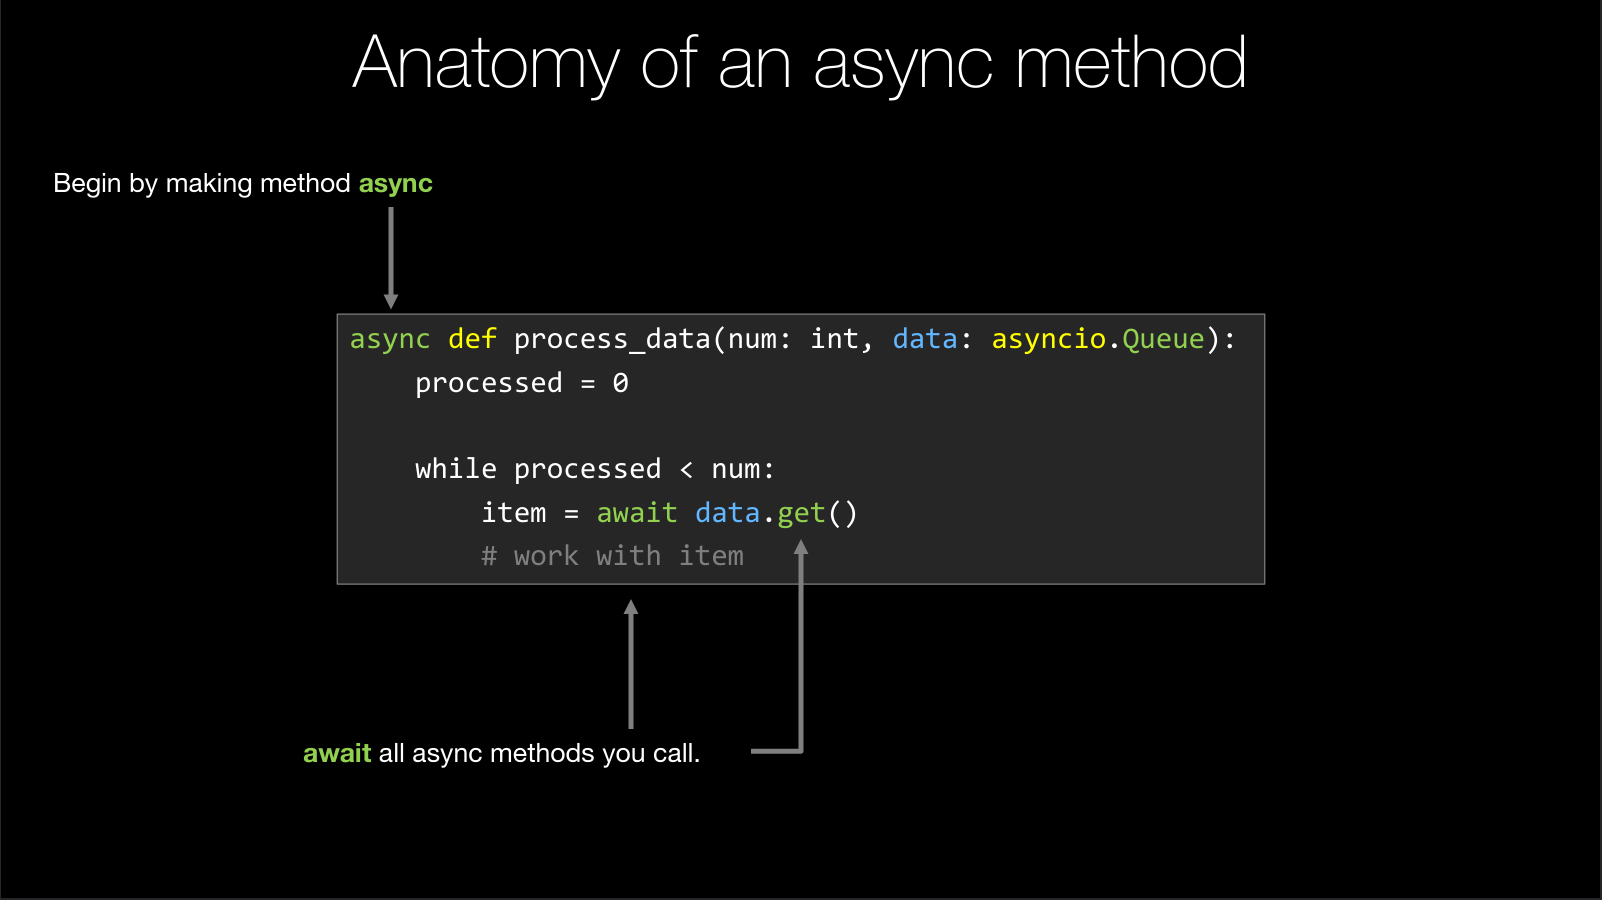 Anatomy of an async method
Begin by making method async
async def process_data(num: int, data: asyncio.Queue):
    processed = 0
    while processed < num:
        item = await data.get()
        # work with item
await all async methods you call.